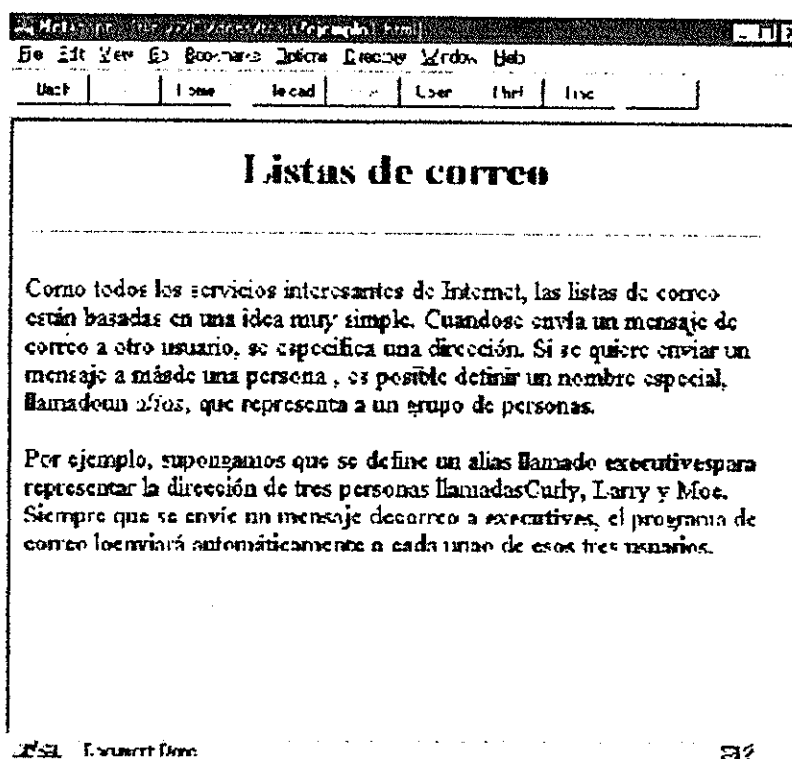 File Edit View Go Bookmarks Options Directory Window Help
Back Home Reload Open Print Find
Listas de correo
Como todos los servicios interesantes de Internet, las listas de correo
están basadas en una idea muy simple. Cuandose envía un mensaje de
correo a otro usuario, se especifica una dirección. Si se quiere enviar un
mensaje a másde una persona , es posible definir un nombre especial,
llamadoun alias, que representa a un grupo de personas.
Por ejemplo, supongamos que se define un alias llamado executivespara
representar la dirección de tres personas llamadasCurly, Larry y Moe.
Siempre que se envíe un mensaje decorreo a executives, el programa de
correo loenviará automáticamente a cada unao de esos tres usuarios.
Document Done